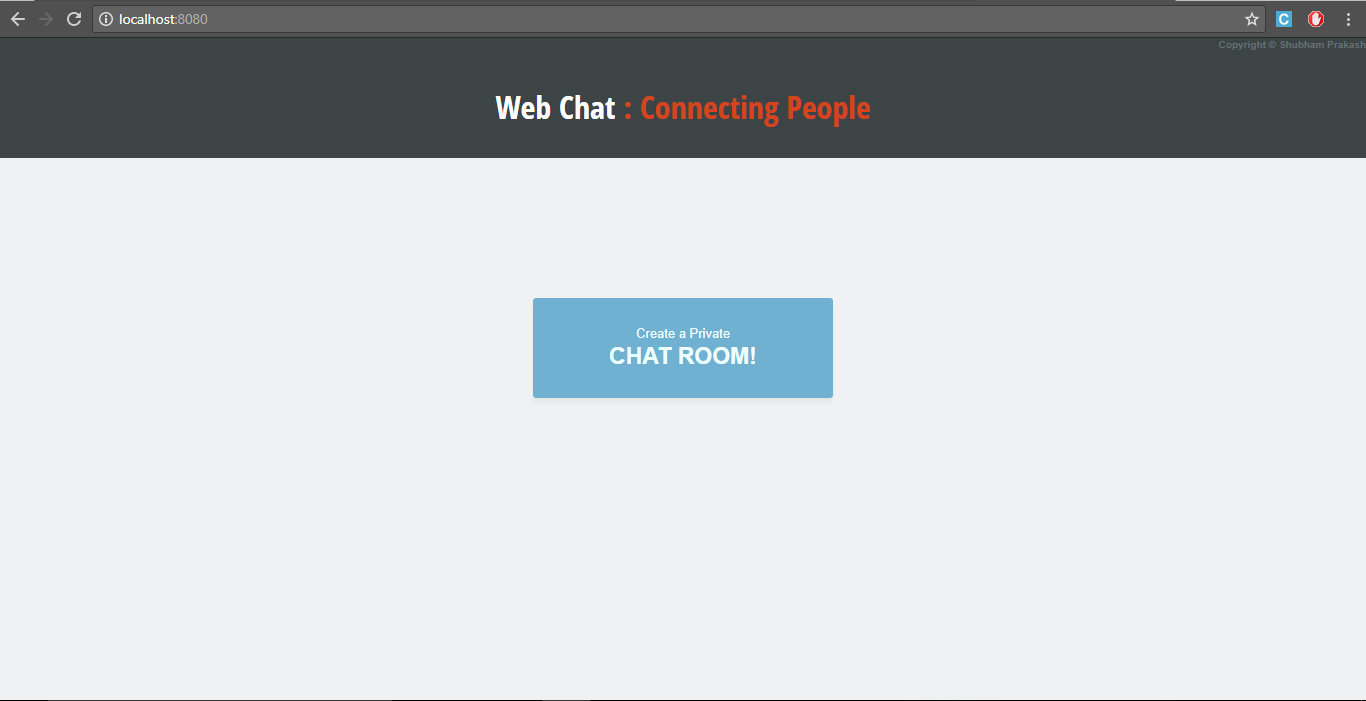 localhost:8080
Copyright © Shubham Prakash
Web Chat : Connecting People
Create a Private
CHAT ROOM!